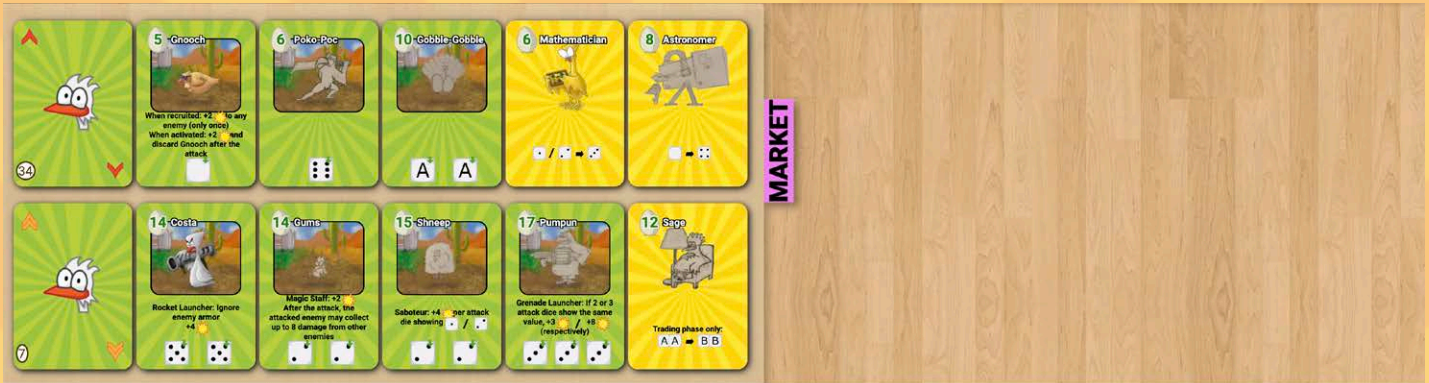 5 Gnooch
When recruited: +2 to any
enemy (only once)
When activated: +2 and
discard Gnooch after the
attack
6 Poko-Poc
10 Gobble-Gobble
A A
6 Mathematician
/
8 Astronomer
34
MARKET
14 Costa
Rocket Launcher: Ignore
enemy armor
+4
14 Gums
Magic Staff: +2
After the attack, the
attacked enemy may collect
up to 8 damage from other
enemies
15 Shneep
Saboteur: +4 per attack
die showing /
17 Pumpun
Grenade Launcher: If 2 or 3
attack dice show the same
value, +3 / +8
(respectively)
12 Sage
Trading phase only:
A A ➡ B B
7